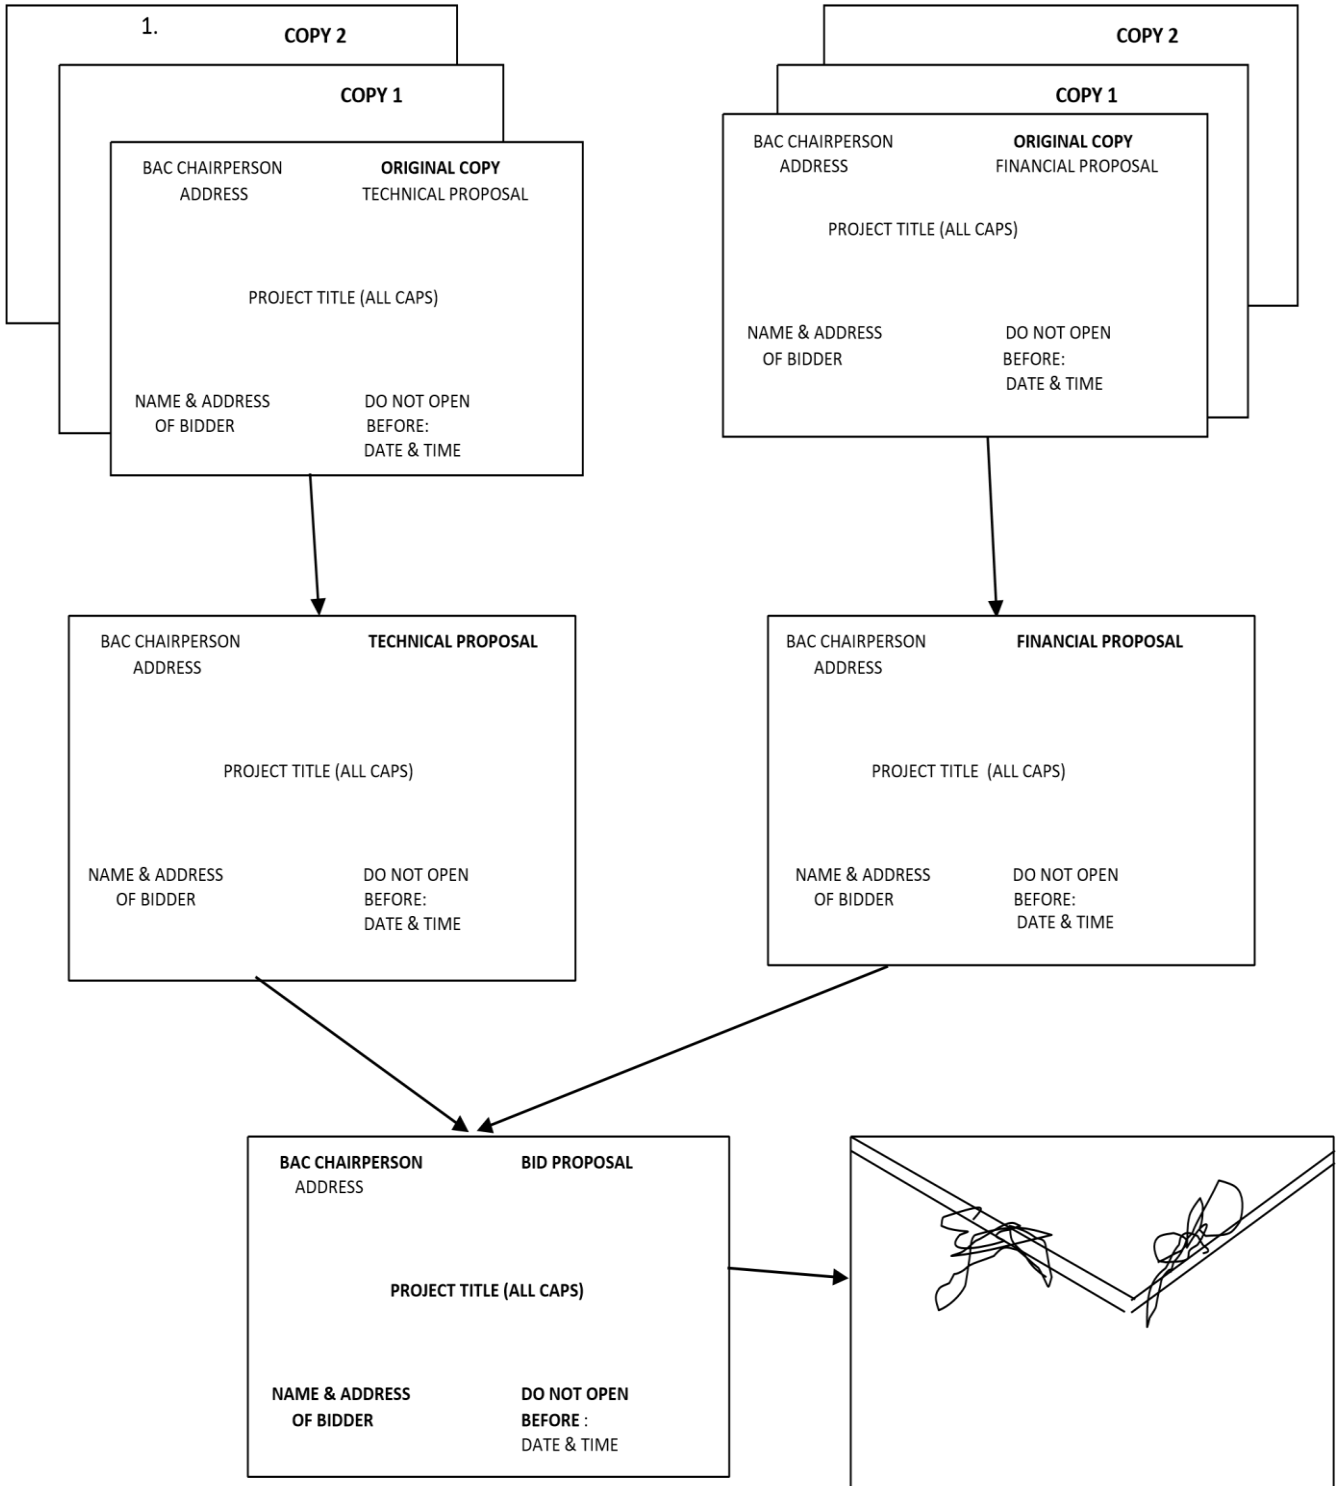 1.
COPY 2
COPY 1
BAC CHAIRPERSON
ADDRESS
ORIGINAL COPY
TECHNICAL PROPOSAL
PROJECT TITLE (ALL CAPS)
NAME & ADDRESS
OF BIDDER
DO NOT OPEN
BEFORE:
DATE & TIME
COPY 2
COPY 1
BAC CHAIRPERSON
ADDRESS
ORIGINAL COPY
FINANCIAL PROPOSAL
PROJECT TITLE (ALL CAPS)
NAME & ADDRESS
OF BIDDER
DO NOT OPEN
BEFORE:
DATE & TIME
BAC CHAIRPERSON
ADDRESS
TECHNICAL PROPOSAL
PROJECT TITLE (ALL CAPS)
NAME & ADDRESS
OF BIDDER
DO NOT OPEN
BEFORE:
DATE & TIME
BAC CHAIRPERSON
ADDRESS
FINANCIAL PROPOSAL
PROJECT TITLE (ALL CAPS)
NAME & ADDRESS
OF BIDDER
DO NOT OPEN
BEFORE:
DATE & TIME
BAC CHAIRPERSON
ADDRESS
BID PROPOSAL
PROJECT TITLE (ALL CAPS)
NAME & ADDRESS
OF BIDDER
DO NOT OPEN
BEFORE :
DATE & TIME